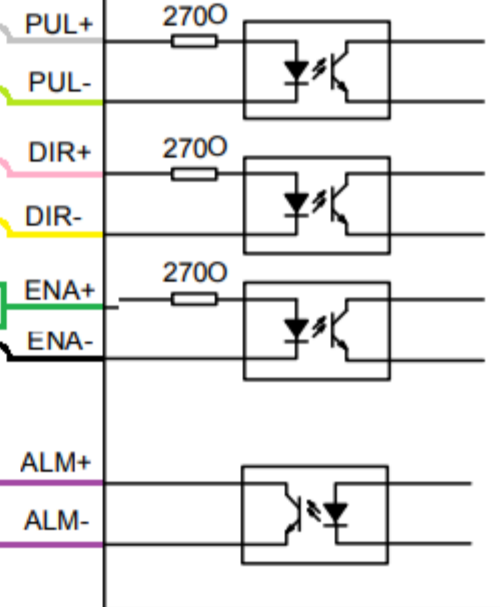 270O
PUL+
PUL-
270O
DIR+
DIR-
270O
ENA+
ENA-
ALM+
ALM-